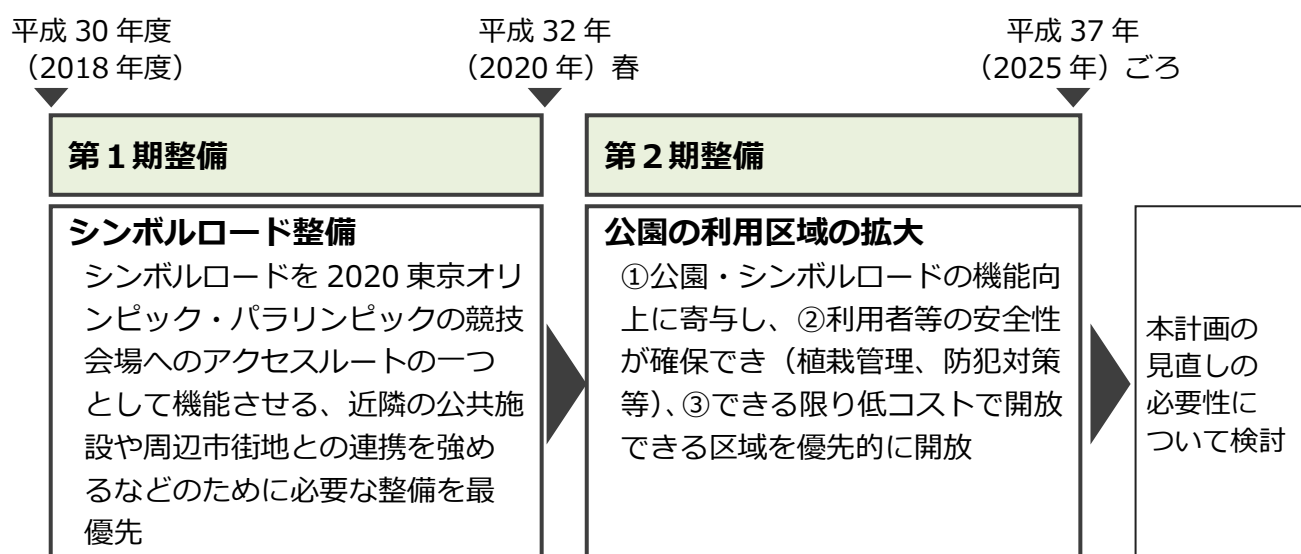 平成 30 年度
（2018 年度）
平成 32 年
（2020 年）春
平成 37 年
（2025 年）ごろ
第１期整備
シンボルロード整備
シンボルロードを 2020 東京オリ
ンピック・パラリンピックの競技
会場へのアクセスルートの一つ
として機能させる、近隣の公共施
設や周辺市街地との連携を強め
るなどのために必要な整備を最
優先
第２期整備
公園の利用区域の拡大
①公園・シンボルロードの機能向
上に寄与し、②利用者等の安全性
が確保でき（植栽管理、防犯対策
等）、③できる限り低コストで開放
できる区域を優先的に開放
本計画の
見直しの
必要性に
ついて検討